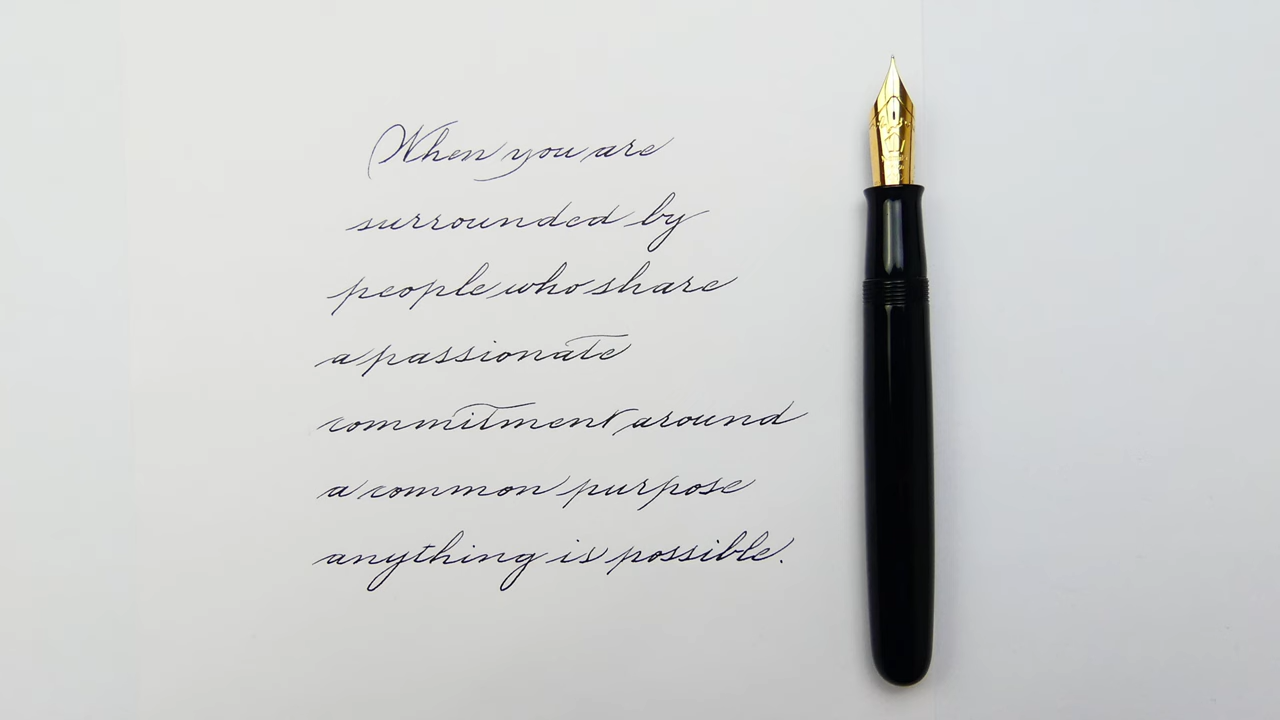 When you are
surrounded by
people who share
a passionate
commitment around
a common purpose
anything is possible.